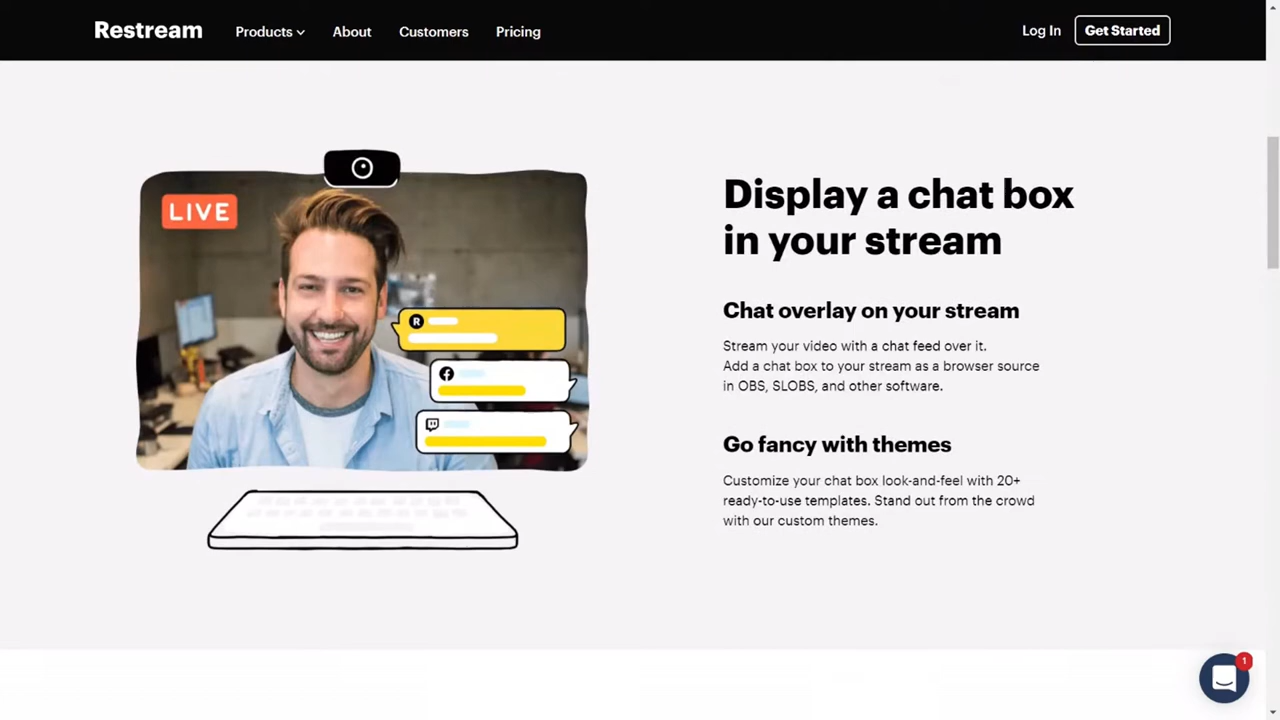 Restream
Products
About
Customers
Pricing
Log In
Get Started
LIVE
R
Display a chat box
in your stream
Chat overlay on your stream
Stream your video with a chat feed over it.
Add a chat box to your stream as a browser source
in OBS, SLOBS, and other software.
Go fancy with themes
Customize your chat box look-and-feel with 20+
ready-to-use templates. Stand out from the crowd
with our custom themes.
1